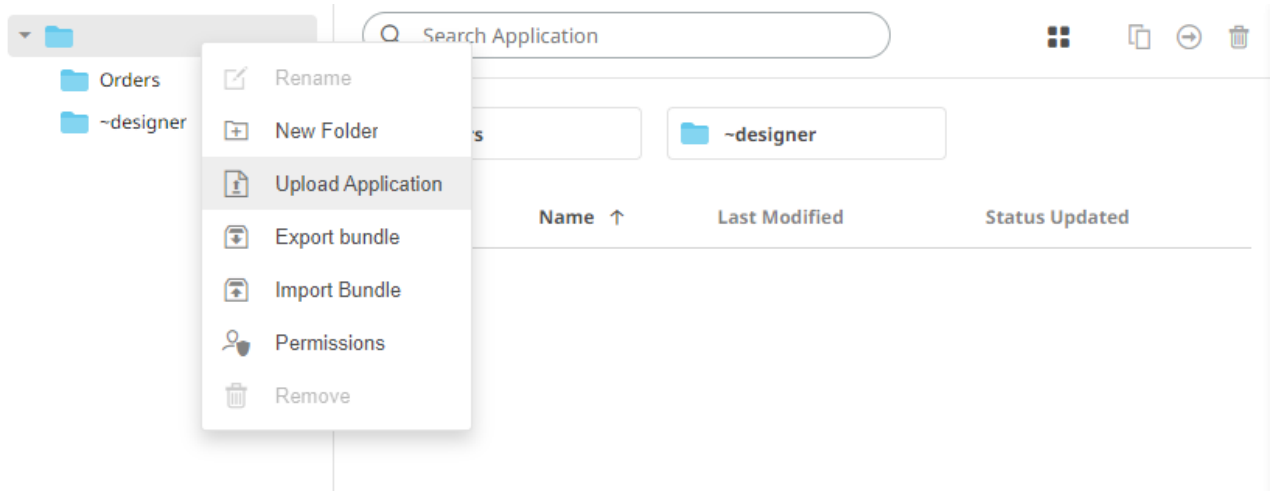 Search Application
Orders
~designer
Rename
New Folder
Upload Application
Export bundle
Import Bundle
Permissions
Remove
s
~designer
Name ↑
Last Modified
Status Updated